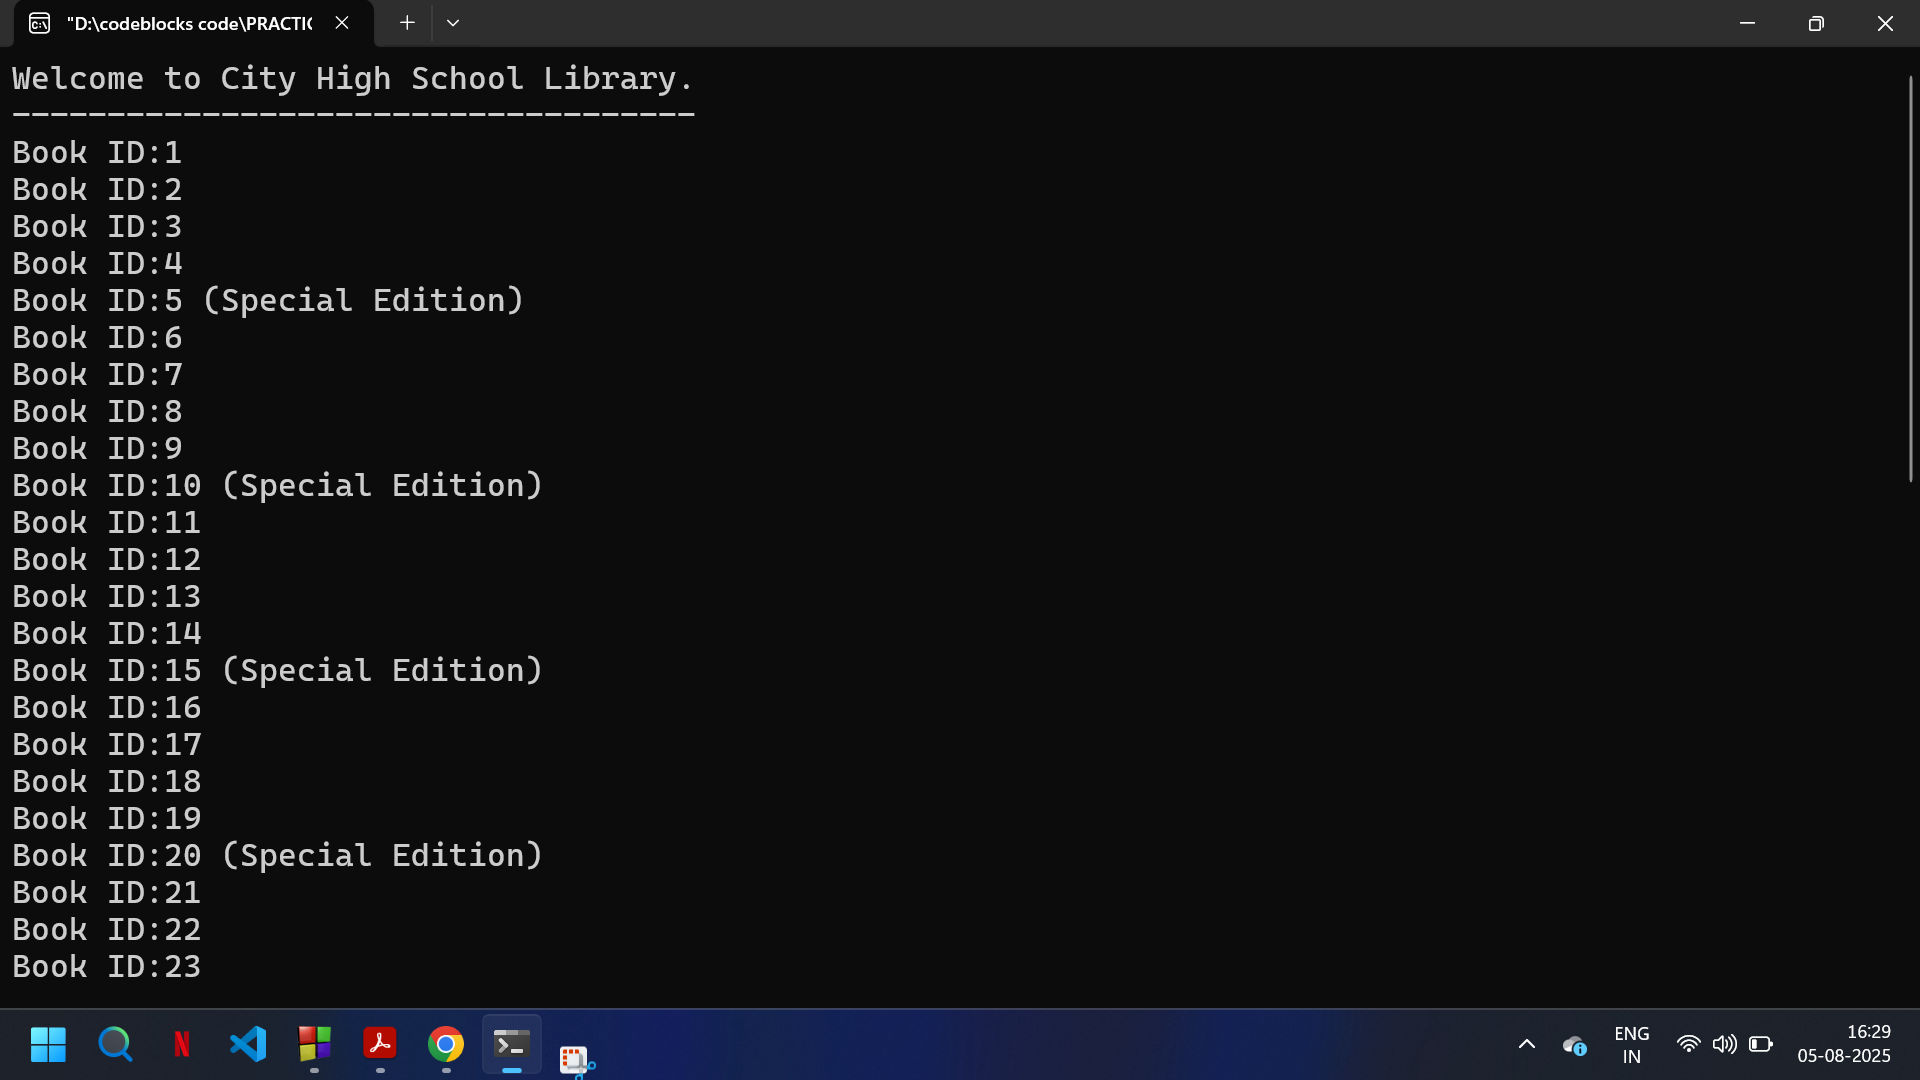 "D:\codeblocks code\PRACTIC
Welcome to City High School Library.
------------------------------------
Book ID:1
Book ID:2
Book ID:3
Book ID:4
Book ID:5 (Special Edition)
Book ID:6
Book ID:7
Book ID:8
Book ID:9
Book ID:10 (Special Edition)
Book ID:11
Book ID:12
Book ID:13
Book ID:14
Book ID:15 (Special Edition)
Book ID:16
Book ID:17
Book ID:18
Book ID:19
Book ID:20 (Special Edition)
Book ID:21
Book ID:22
Book ID:23
ENG
IN
16:29
05-08-2025